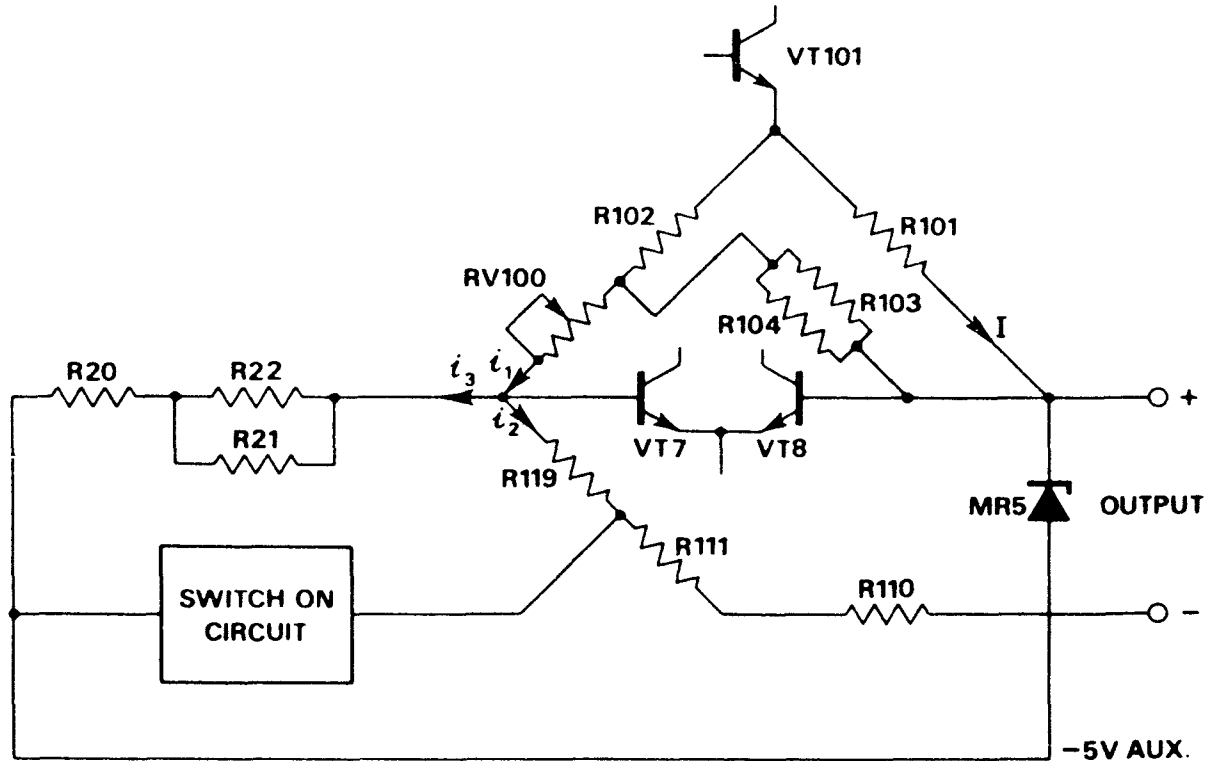 VT101
R102
R101
RV100
R103
R104
I
i₁
i₃
i₂
R20
R22
R21
VT7
VT8
+
R119
MR5
OUTPUT
R111
SWITCH ON
CIRCUIT
R110
−
−5V AUX.